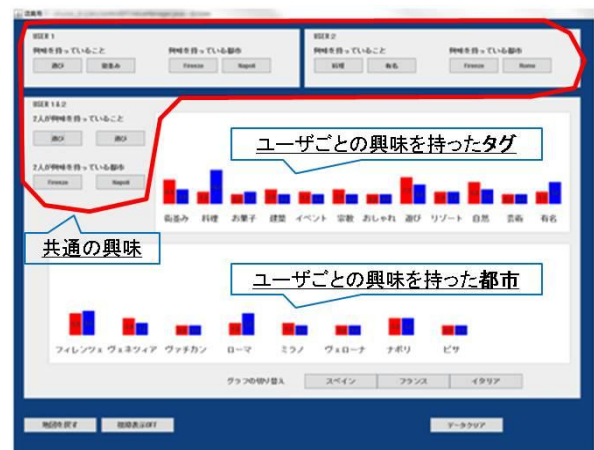 USER 1
興味を持っていること
興味を持っている都市
遊び
街並み
Firenze
Napoli
USER 2
興味を持っていること
興味を持っている都市
料理
有名
Firenze
Rome
USER 1&2
2人が興味を持っていること
遊び
遊び
2人が興味を持っている都市
Firenze
Napoli
共通の興味
ユーザごとの興味を持ったタグ
街並み 料理 お菓子 建築 イベント 宗教 おしゃれ 遊び リゾート 自然 芸術 有名
ユーザごとの興味を持った都市
フィレンツェ ヴェネツィア ヴァチカン ローマ ミラノ ヴェローナ ナポリ ピサ
グラフの切り替え
スペイン
フランス
イタリア
地図を戻す
データクリア